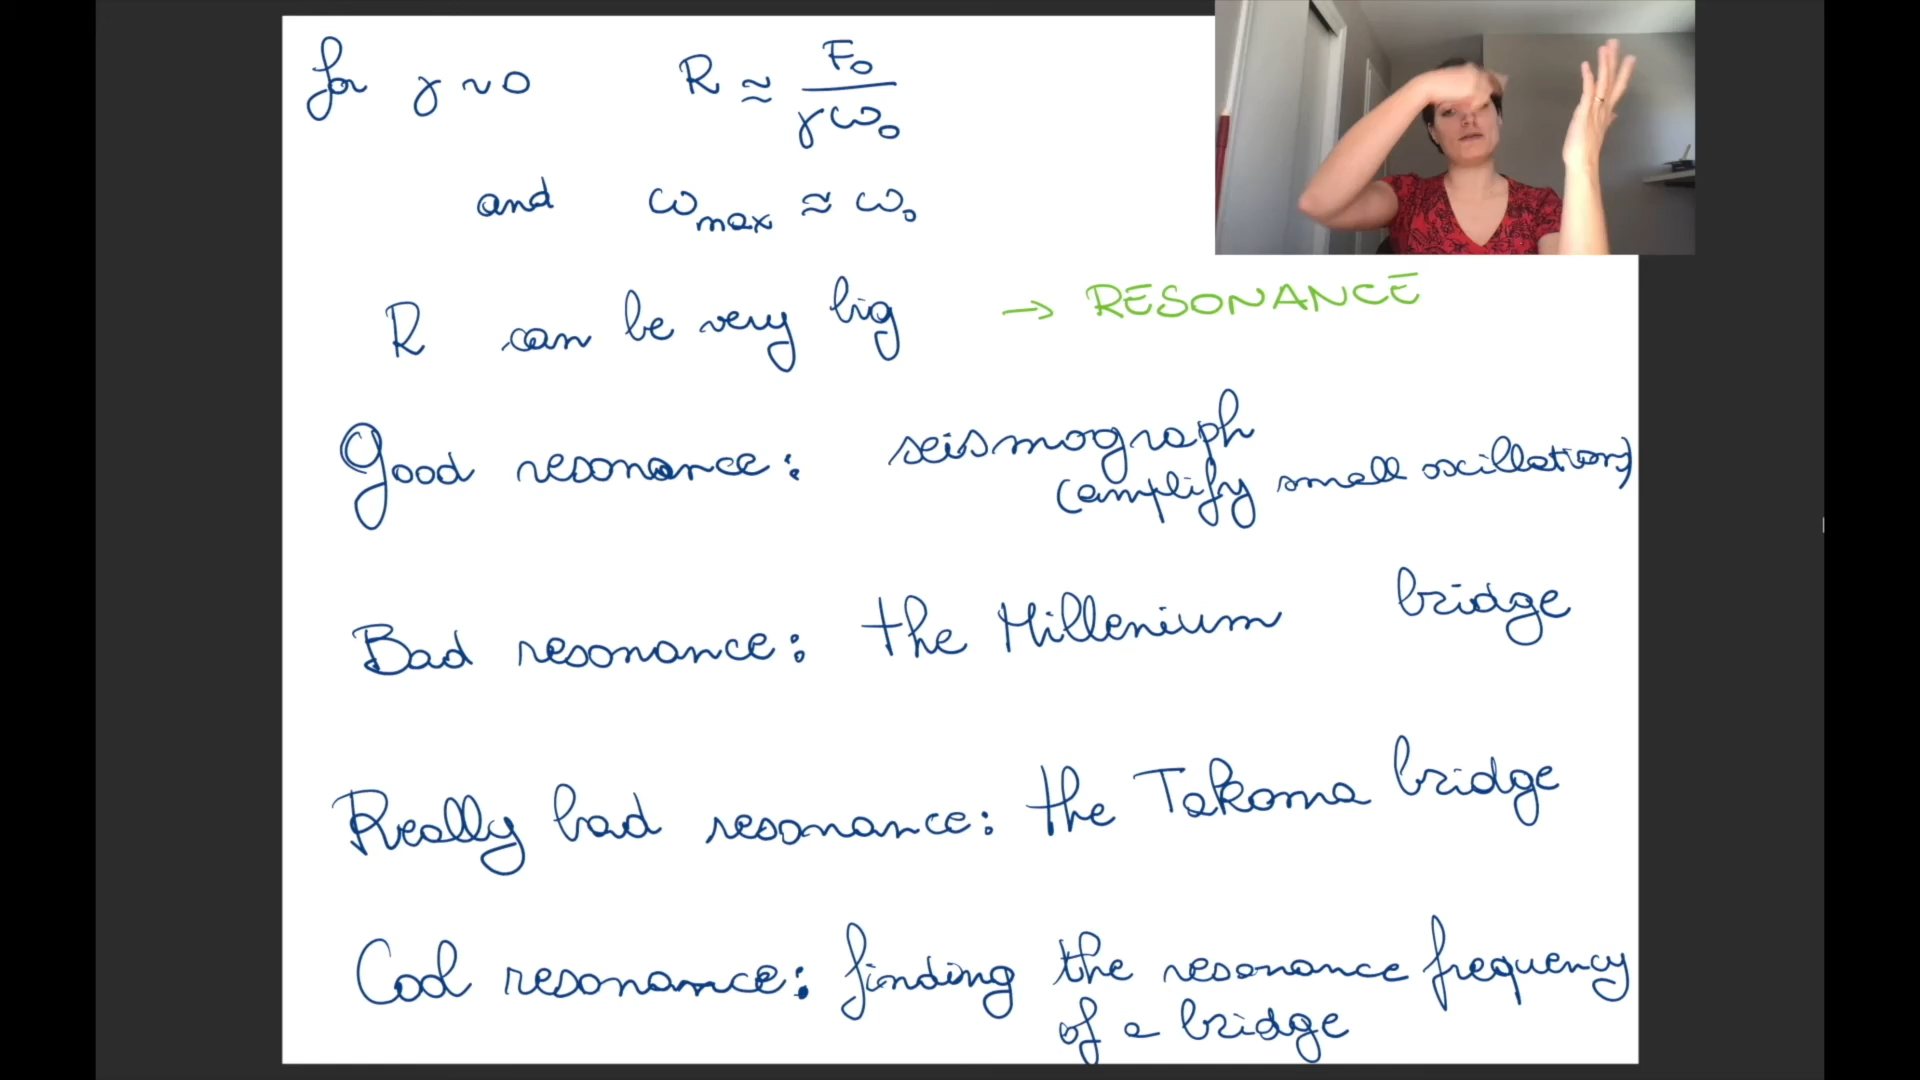 for γ ~ 0 R ≈ F₀/γω₀
and ω_max ≈ ω₀
R can be very big → RESONANCE
Good resonance: seismograph
(amplify small oscillations)
Bad resonance: the Millenium bridge
Really bad resonance: the Takoma bridge
Cool resonance: finding the resonance frequency
of a bridge